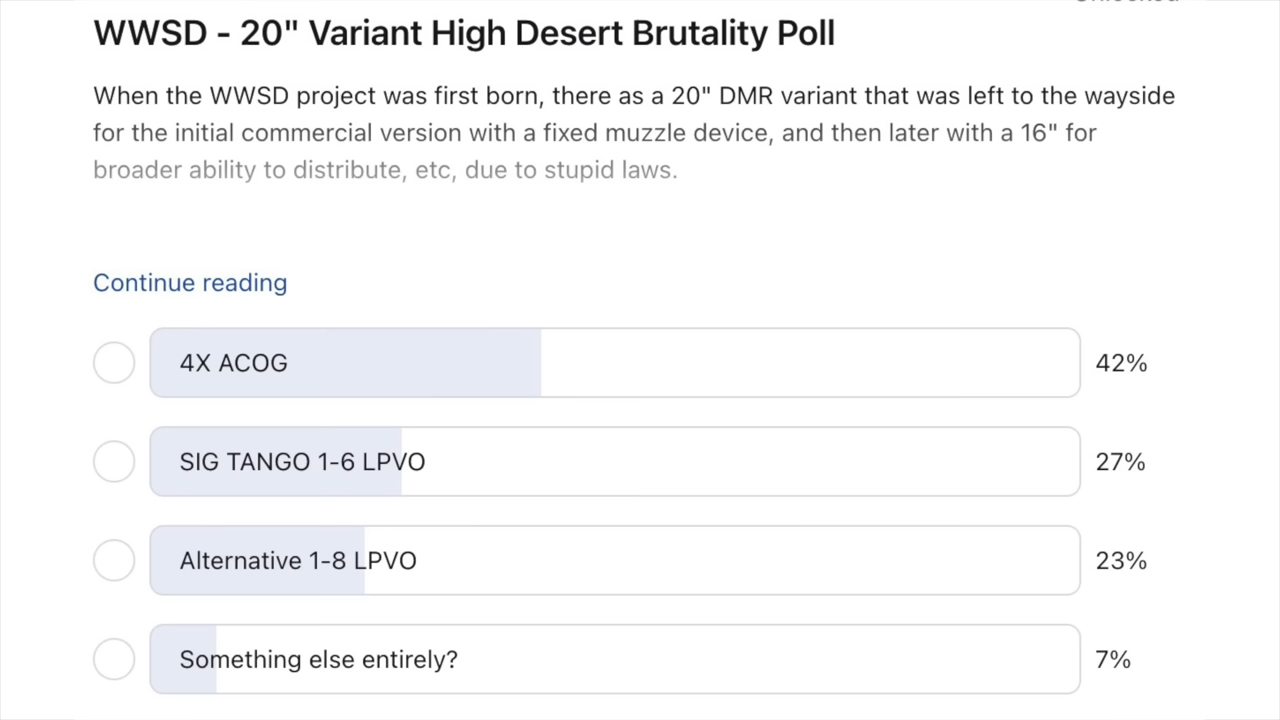 WWSD - 20" Variant High Desert Brutality Poll
When the WWSD project was first born, there as a 20" DMR variant that was left to the wayside
for the initial commercial version with a fixed muzzle device, and then later with a 16" for
broader ability to distribute, etc, due to stupid laws.
Continue reading
4X ACOG
42%
SIG TANGO 1-6 LPVO
27%
Alternative 1-8 LPVO
23%
Something else entirely?
7%